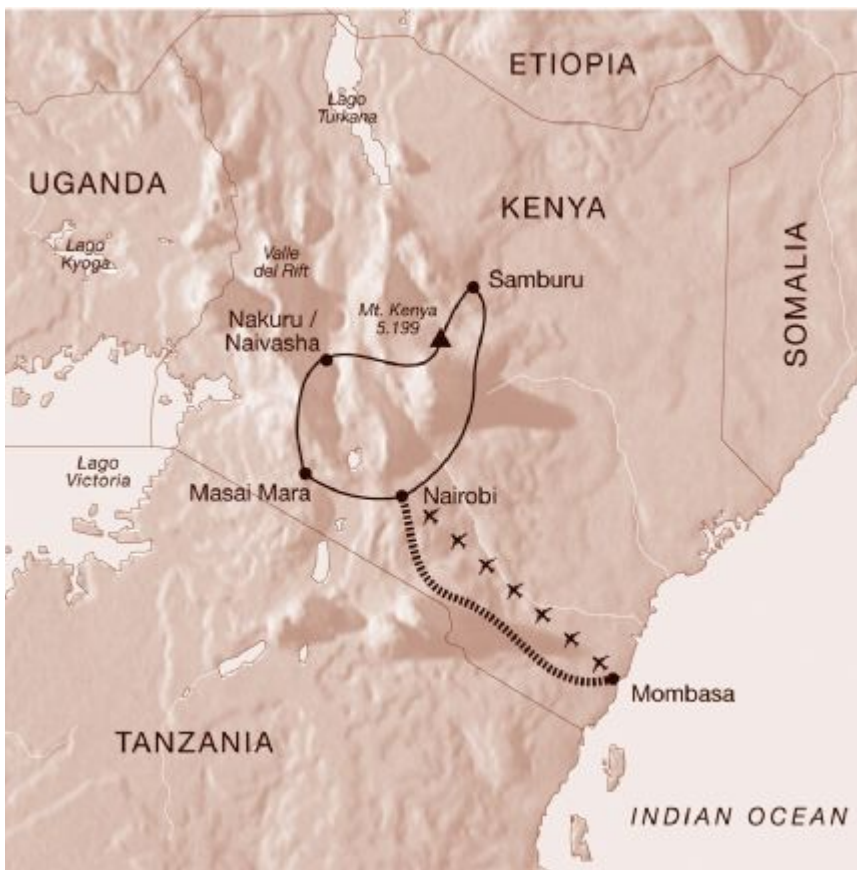 ETIOPIA
Lago
Turkana
UGANDA
KENYA
Lago
Kyoga
Valle
del Rift
SOMALIA
Samburu
Mt. Kenya
5.199
Nakuru /
Naivasha
Lago
Victoria
Masai Mara
Nairobi
Mombasa
TANZANIA
INDIAN OCEAN